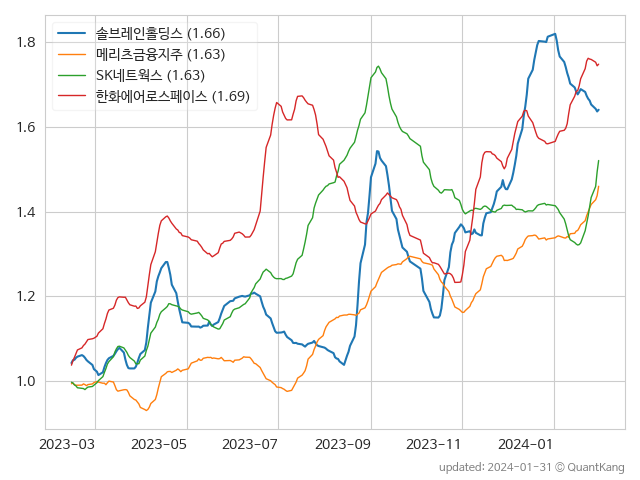 솔브레인홀딩스 (1.66)
메리츠금융지주 (1.63)
SK네트웍스 (1.63)
한화에어로스페이스 (1.69)
1.8
1.6
1.4
1.2
1.0
2023-03 2023-05 2023-07 2023-09 2023-11 2024-01
updated: 2024-01-31 © QuantKang